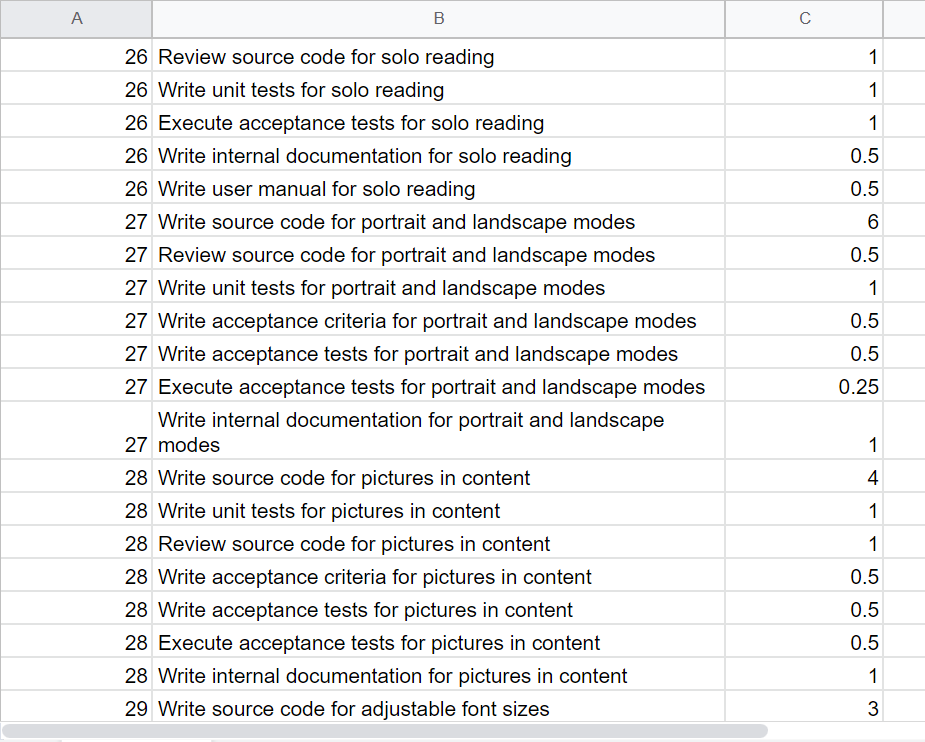 A B C
26 Review source code for solo reading 1
26 Write unit tests for solo reading 1
26 Execute acceptance tests for solo reading 1
26 Write internal documentation for solo reading 0.5
26 Write user manual for solo reading 0.5
27 Write source code for portrait and landscape modes 6
27 Review source code for portrait and landscape modes 0.5
27 Write unit tests for portrait and landscape modes 1
27 Write acceptance criteria for portrait and landscape modes 0.5
27 Write acceptance tests for portrait and landscape modes 0.5
27 Execute acceptance tests for portrait and landscape modes 0.25
Write internal documentation for portrait and landscape
27 modes 1
28 Write source code for pictures in content 4
28 Write unit tests for pictures in content 1
28 Review source code for pictures in content 1
28 Write acceptance criteria for pictures in content 0.5
28 Write acceptance tests for pictures in content 0.5
28 Execute acceptance tests for pictures in content 0.5
28 Write internal documentation for pictures in content 1
29 Write source code for adjustable font sizes 3